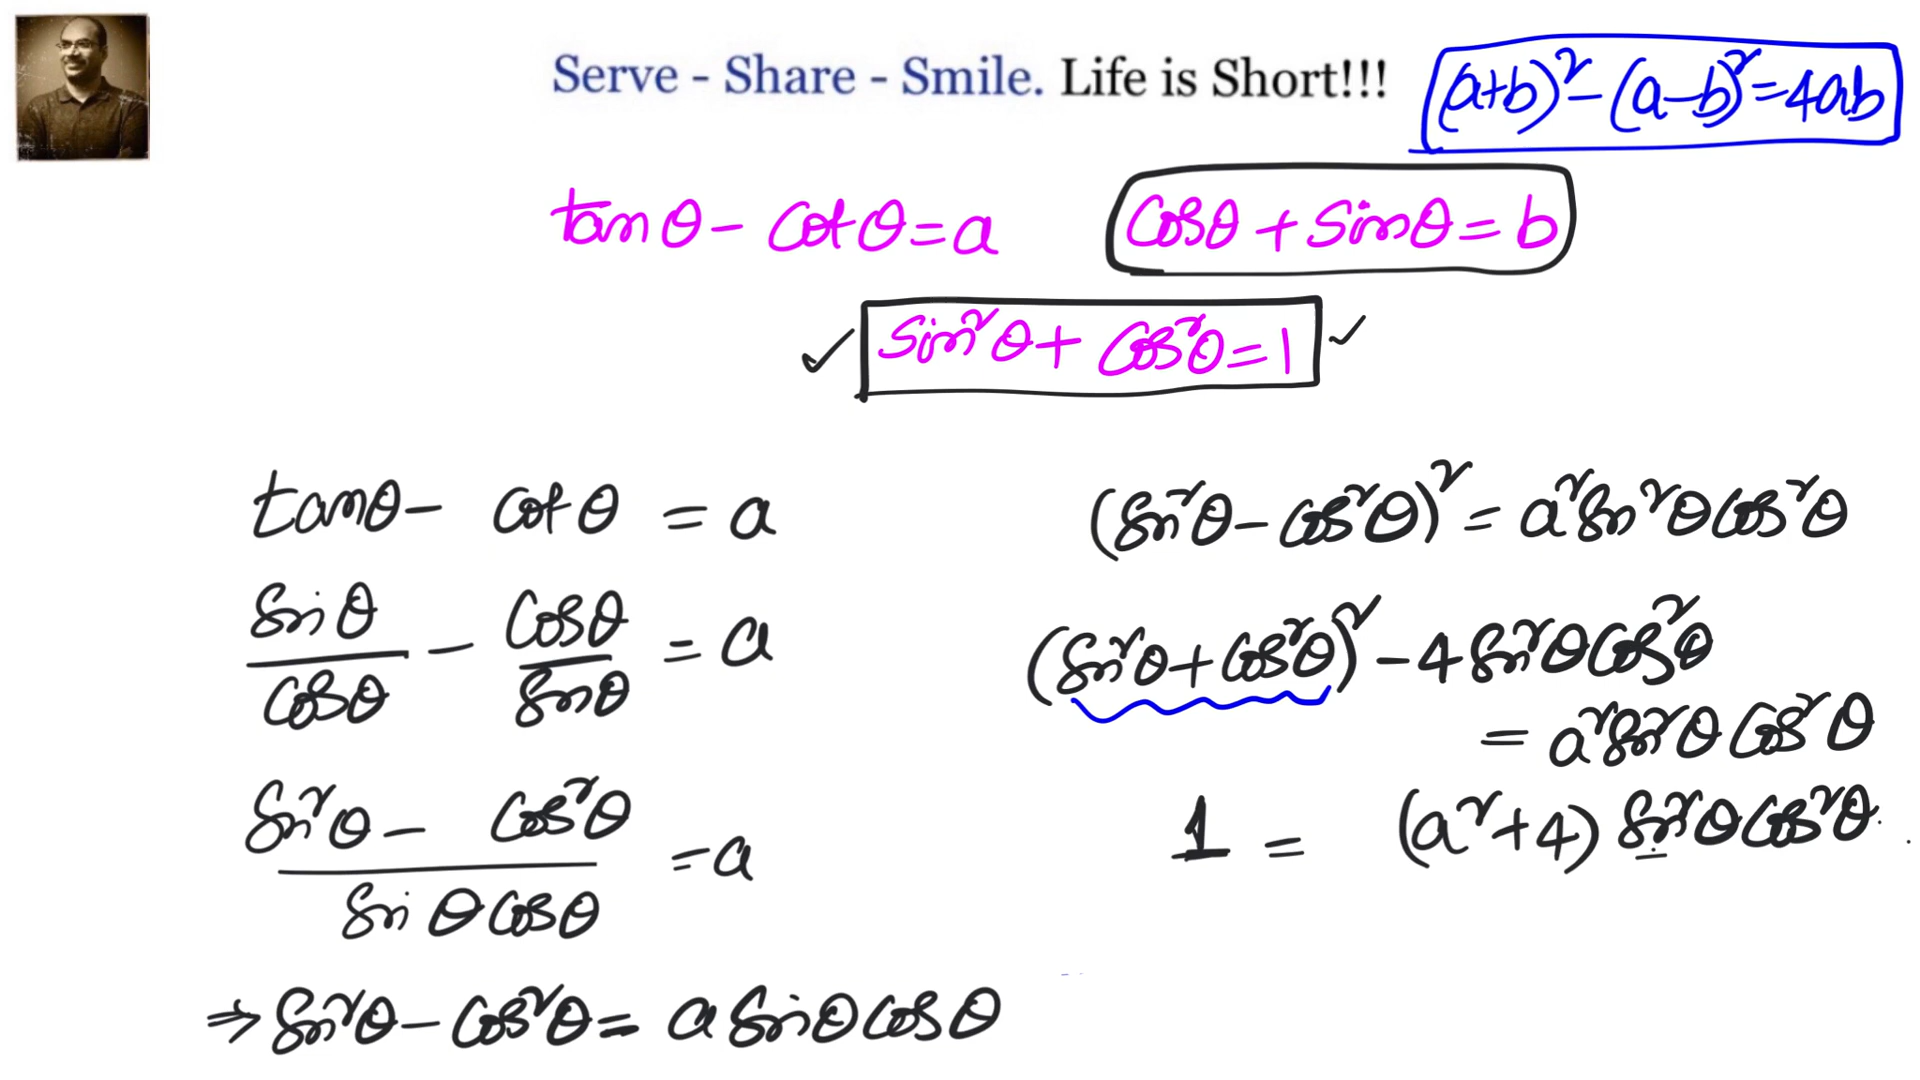 Serve - Share - Smile. Life is Short!!!
(a+b)² - (a-b)² = 4ab
tanθ - cotθ = a
cosθ + sinθ = b
sin²θ + cos²θ = 1
tanθ - cotθ = a
sinθ/cosθ - cosθ/sinθ = a
(sin²θ - cos²θ)/(sinθ cosθ) = a
⇒ sin²θ - cos²θ = a sinθ cosθ
(sin²θ - cos²θ)² = a² sin²θ cos²θ
(sin²θ + cos²θ)² - 4 sin²θ cos²θ
= a² sin²θ cos²θ
1 = (a² + 4) sin²θ cos²θ